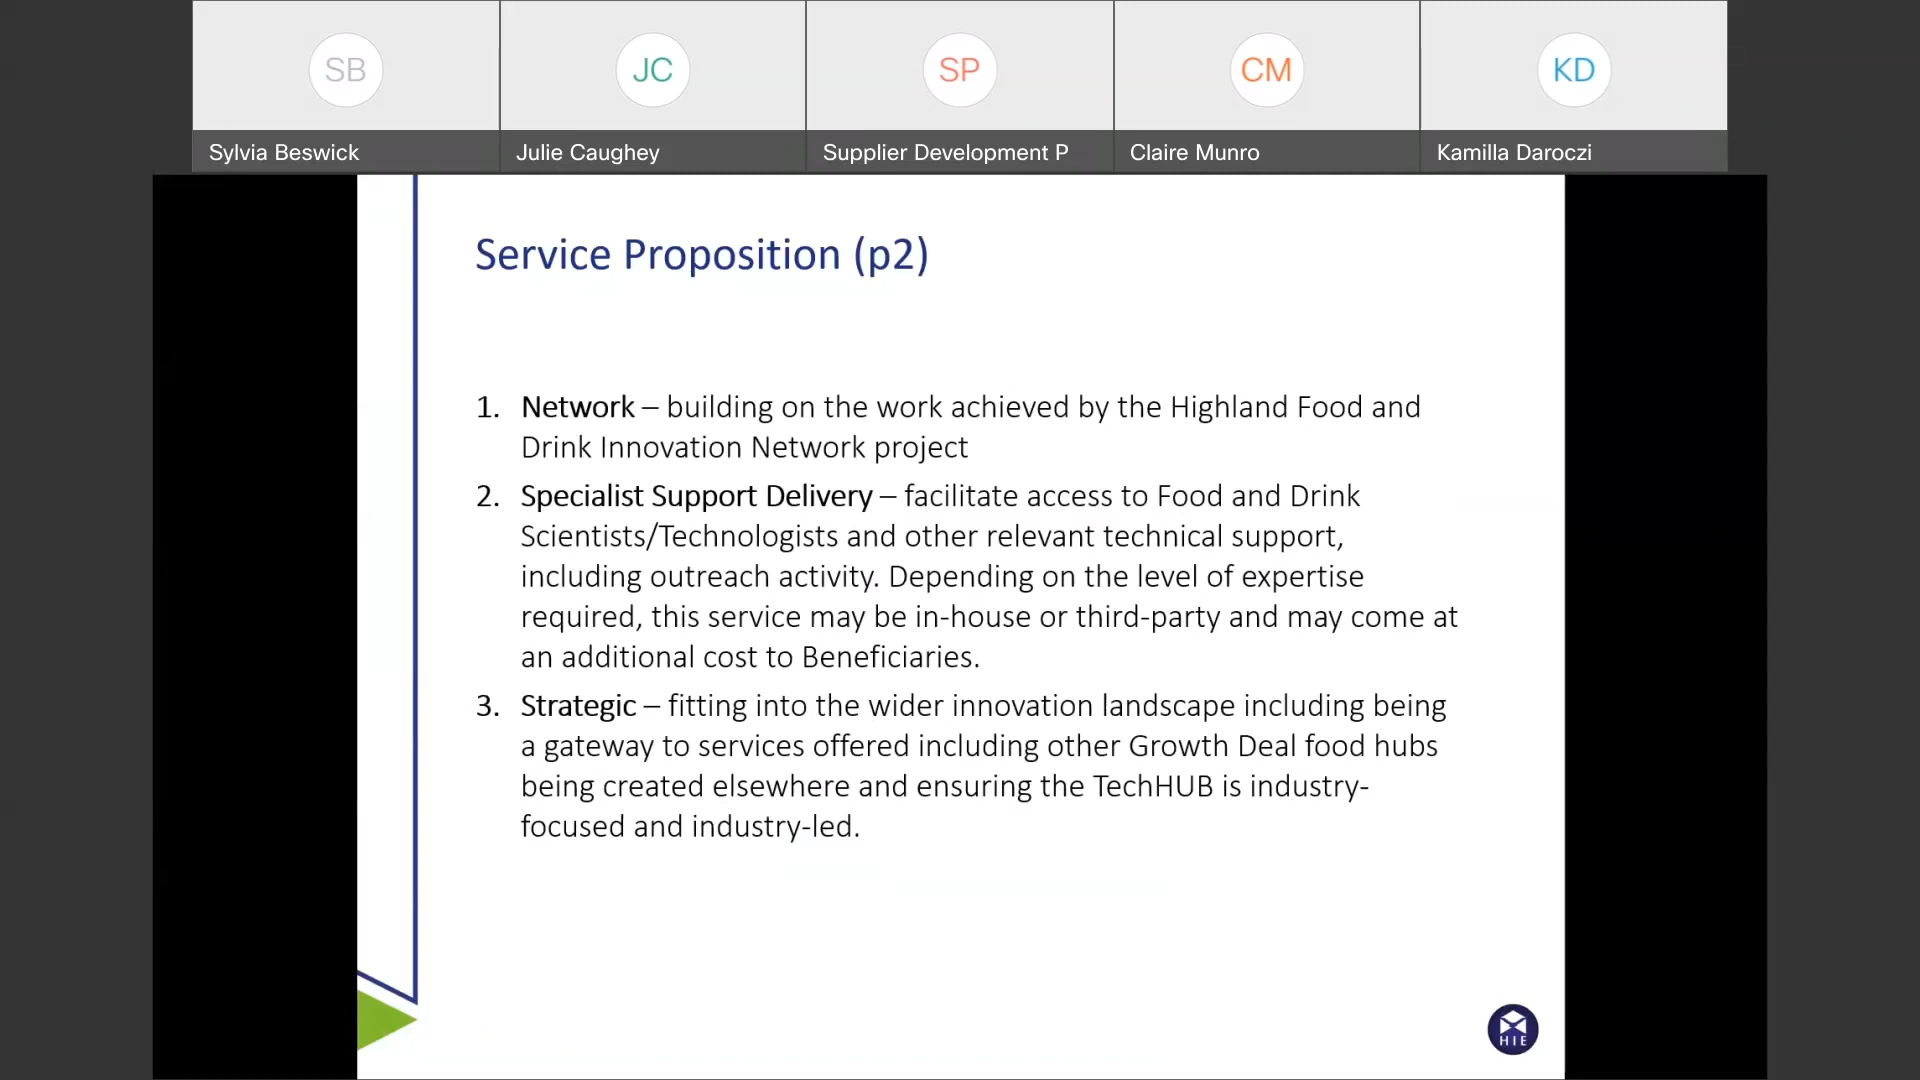 SB
JC
SP
CM
KD
Sylvia Beswick
Julie Caughey
Supplier Development P
Claire Munro
Kamilla Daroczi
Service Proposition (p2)
1. Network – building on the work achieved by the Highland Food and
Drink Innovation Network project
2. Specialist Support Delivery – facilitate access to Food and Drink
Scientists/Technologists and other relevant technical support,
including outreach activity. Depending on the level of expertise
required, this service may be in-house or third-party and may come at
an additional cost to Beneficiaries.
3. Strategic – fitting into the wider innovation landscape including being
a gateway to services offered including other Growth Deal food hubs
being created elsewhere and ensuring the TechHUB is industry-
focused and industry-led.
HIE